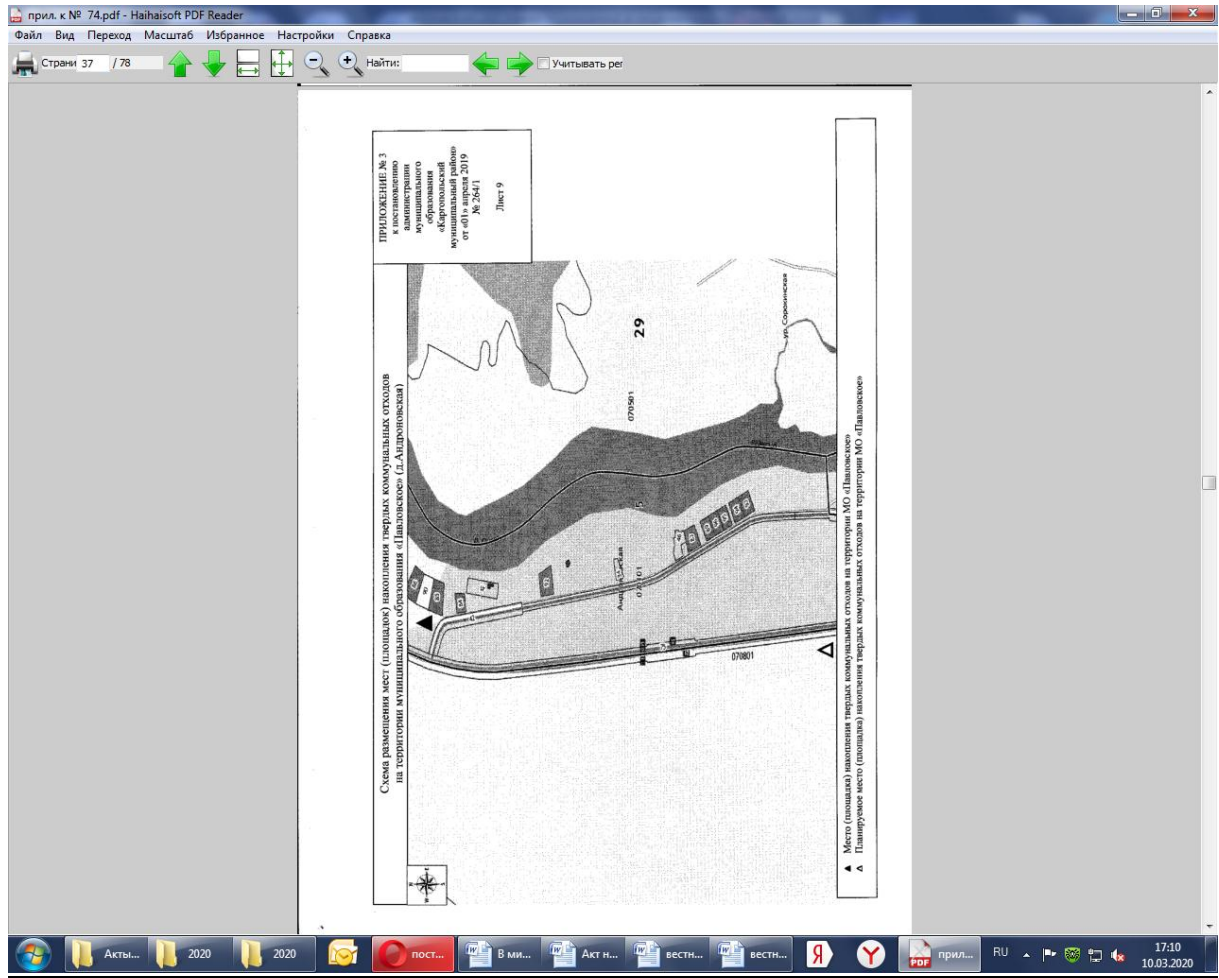 прил. к № 74.pdf - Haihaisoft PDF Reader
Файл Вид Переход Масштаб Избранное Настройки Справка
Страни 37 / 78 Найти: Учитывать рег
ПРИЛОЖЕНИЕ № 3
к постановлению
администрации
муниципального
образования
«Каргопольский
муниципальный район»
от «01» апреля 2019
№ 264/1
Лист 9
Схема размещения мест (площадок) накопления твердых коммунальных отходов
на территории муниципального образования «Павловское» (д.Андроновская)
29
ур. Сорокинская
070501
070801
▲ Место (площадка) накопления твердых коммунальных отходов на территории МО «Павловское»
Δ Планируемое место (площадка) накопления твердых коммунальных отходов на территории МО «Павловское»
Акты... 2020 2020 пост... В ми... Акт н... вестн... вестн... Я Y PDF прил... RU 17:10
10.03.2020